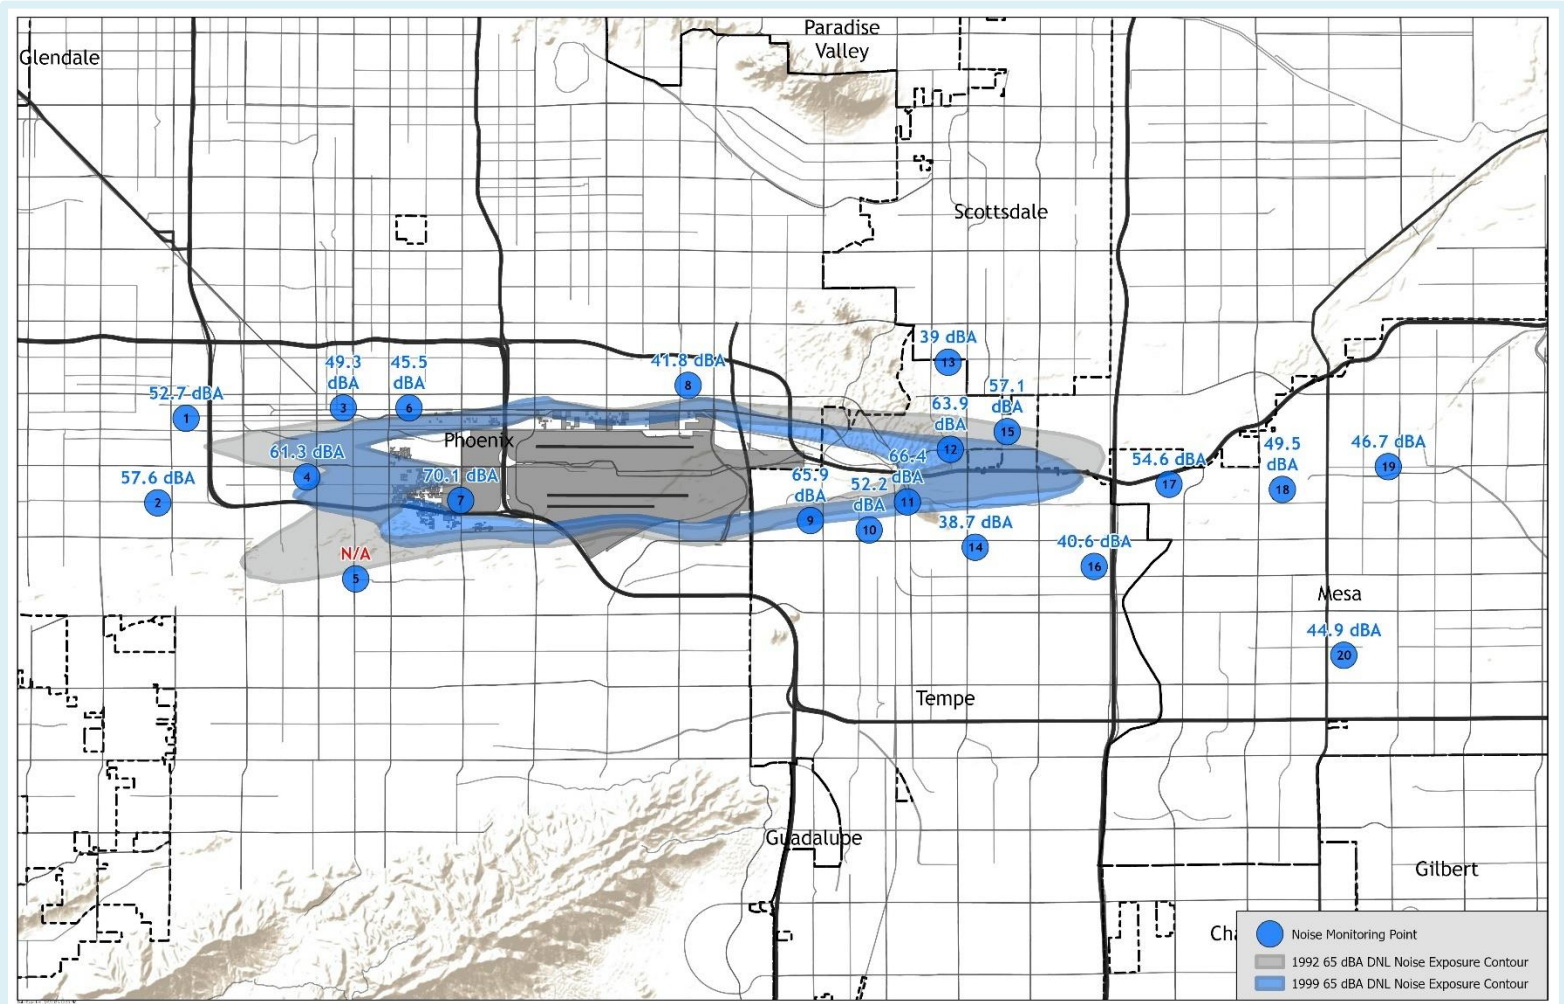 Paradise
Valley
Glendale
Scottsdale
39 dBA
13
49.3
dBA
3
45.5
dBA
6
41.8 dBA
8
52.7 dBA
1
57.1
dBA
15
63.9
dBA
12
Phoenix
61.3 dBA
4
66.4
dBA
11
46.7 dBA
19
49.5
dBA
18
54.6 dBA
17
57.6 dBA
2
70.1 dBA
7
65.9
dBA
9
52.2
dBA
10
38.7 dBA
14
40.6 dBA
16
N/A
5
Mesa
44.9 dBA
20
Tempe
Guadalupe
Gilbert
Cha
Noise Monitoring Point
1992 65 dBA DNL Noise Exposure Contour
1999 65 dBA DNL Noise Exposure Contour